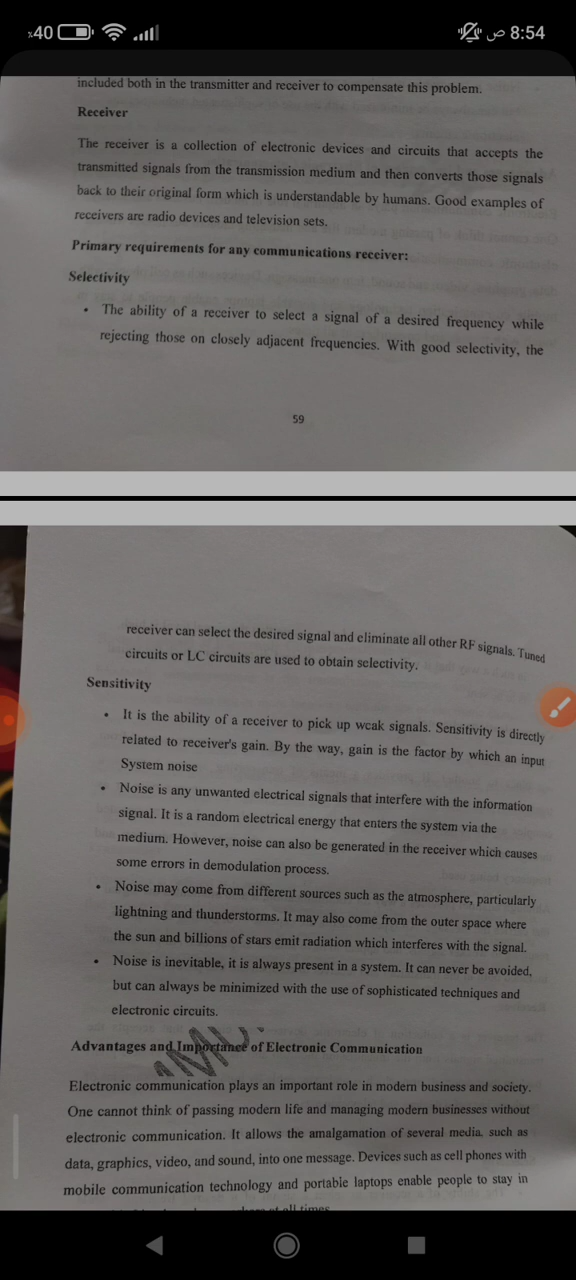 %40
8:54 ص
included both in the transmitter and receiver to compensate this problem.
Receiver
The receiver is a collection of electronic devices and circuits that accepts the
transmitted signals from the transmission medium and then converts those signals
back to their original form which is understandable by humans. Good examples of
receivers are radio devices and television sets.
Primary requirements for any communications receiver:
Selectivity
• The ability of a receiver to select a signal of a desired frequency while
rejecting those on closely adjacent frequencies. With good selectivity, the
59
receiver can select the desired signal and eliminate all other RF signals. Tuned
circuits or LC circuits are used to obtain selectivity.
Sensitivity
• It is the ability of a receiver to pick up weak signals. Sensitivity is directly
related to receiver's gain. By the way, gain is the factor by which an input
System noise
• Noise is any unwanted electrical signals that interfere with the information
signal. It is a random electrical energy that enters the system via the
medium. However, noise can also be generated in the receiver which causes
some errors in demodulation process.
• Noise may come from different sources such as the atmosphere, particularly
lightning and thunderstorms. It may also come from the outer space where
the sun and billions of stars emit radiation which interferes with the signal.
• Noise is inevitable, it is always present in a system. It can never be avoided,
but can always be minimized with the use of sophisticated techniques and
electronic circuits.
Advantages and Importance of Electronic Communication
Electronic communication plays an important role in modern business and society.
One cannot think of passing modern life and managing modern businesses without
electronic communication. It allows the amalgamation of several media, such as
data, graphics, video, and sound, into one message. Devices such as cell phones with
mobile communication technology and portable laptops enable people to stay in
at all times